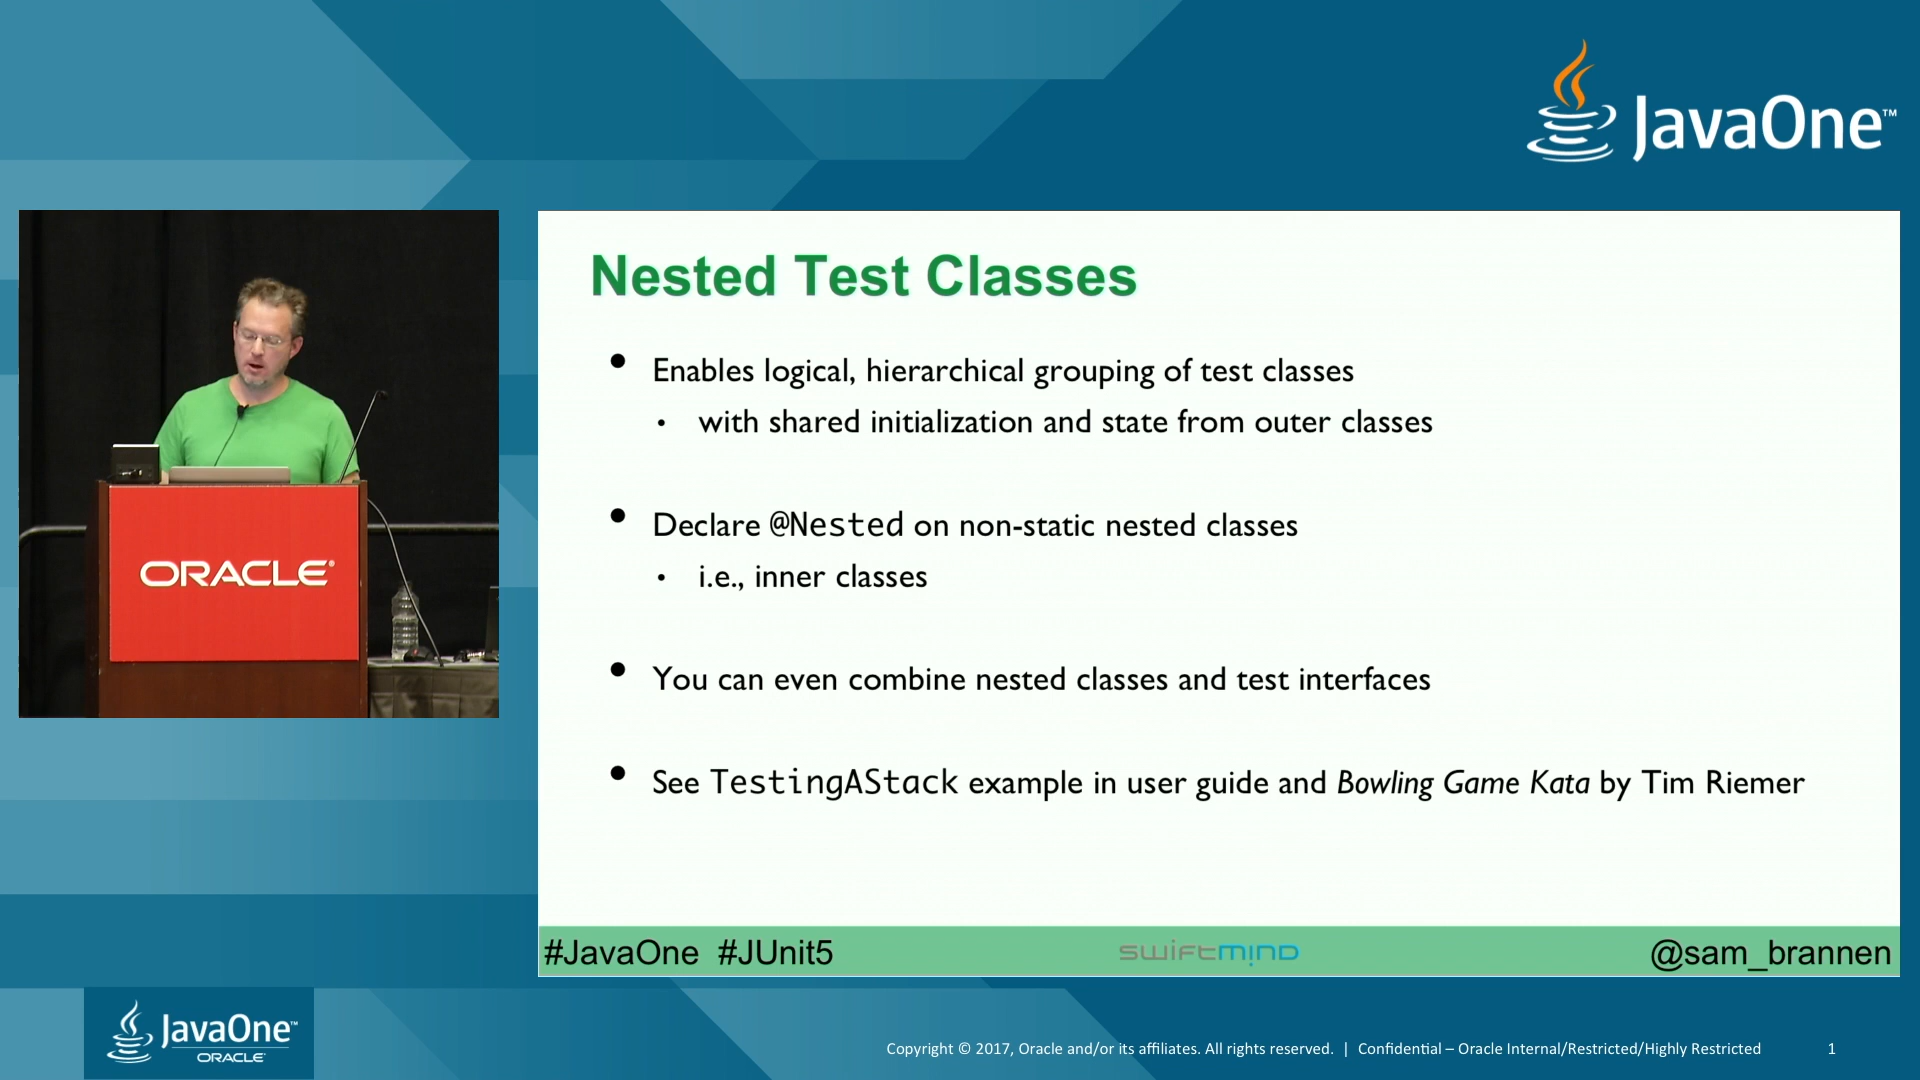 JavaOne™
Nested Test Classes
• Enables logical, hierarchical grouping of test classes
• with shared initialization and state from outer classes
• Declare @Nested on non-static nested classes
• i.e., inner classes
• You can even combine nested classes and test interfaces
• See TestingAStack example in user guide and Bowling Game Kata by Tim Riemer
ORACLE®
#JavaOne #JUnit5
swiftmind
@sam_brannen
JavaOne™
ORACLE®
Copyright © 2017, Oracle and/or its affiliates. All rights reserved. | Confidential – Oracle Internal/Restricted/Highly Restricted
1